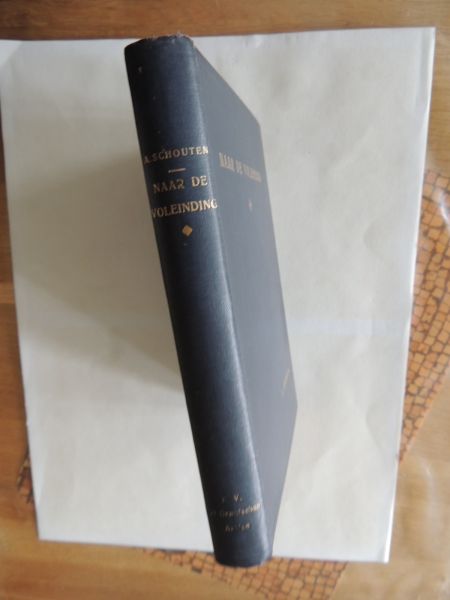 A. SCHOUTEN
NAAR DE
VOLEINDING
NAAR DE VOLEINDING
V.